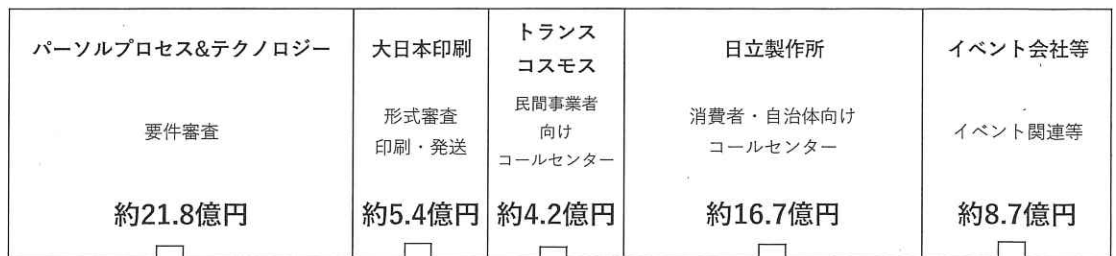 パーソルプロセス&テクノロジー
要件審査
約21.8億円
大日本印刷
形式審査
印刷・発送
約5.4億円
トランス
コスモス
民間事業者
向け
コールセンター
約4.2億円
日立製作所
消費者・自治体向け
コールセンター
約16.7億円
イベント会社等
イベント関連等
約8.7億円